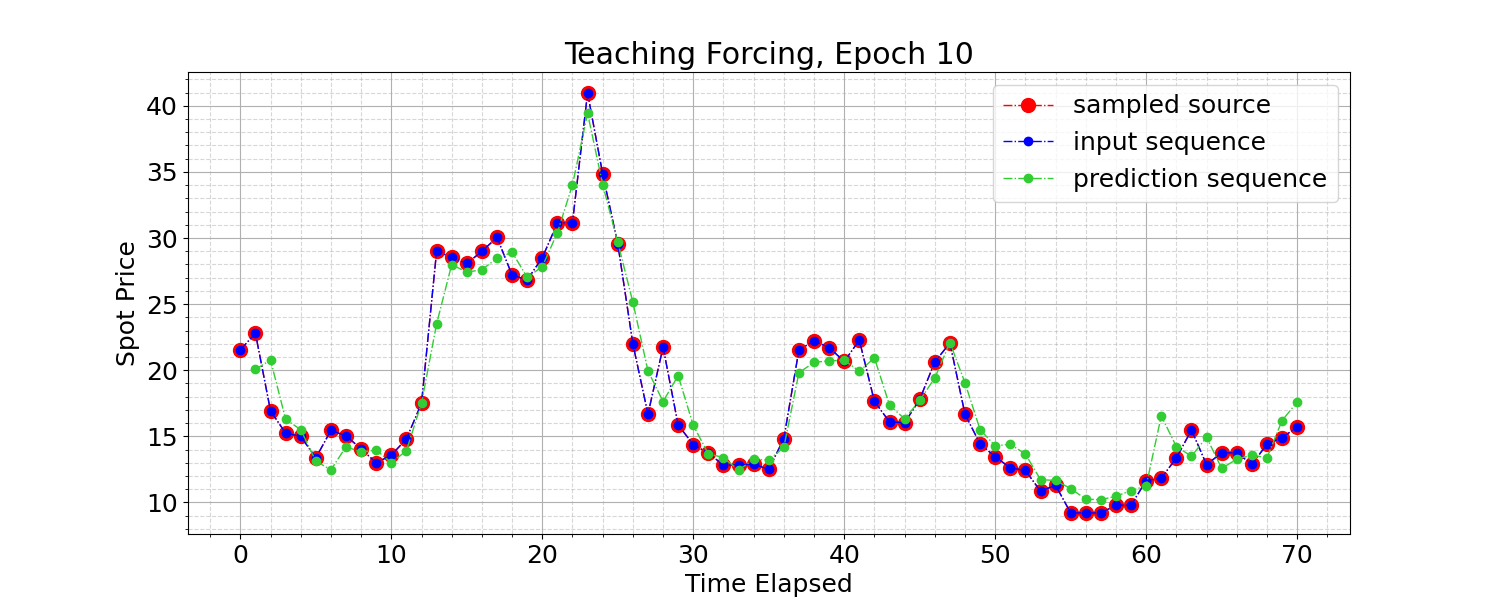 Teaching Forcing, Epoch 10
40
35
30
25
20
15
10
Spot Price
sampled source
input sequence
prediction sequence
0 10 20 30 40 50 60 70
Time Elapsed